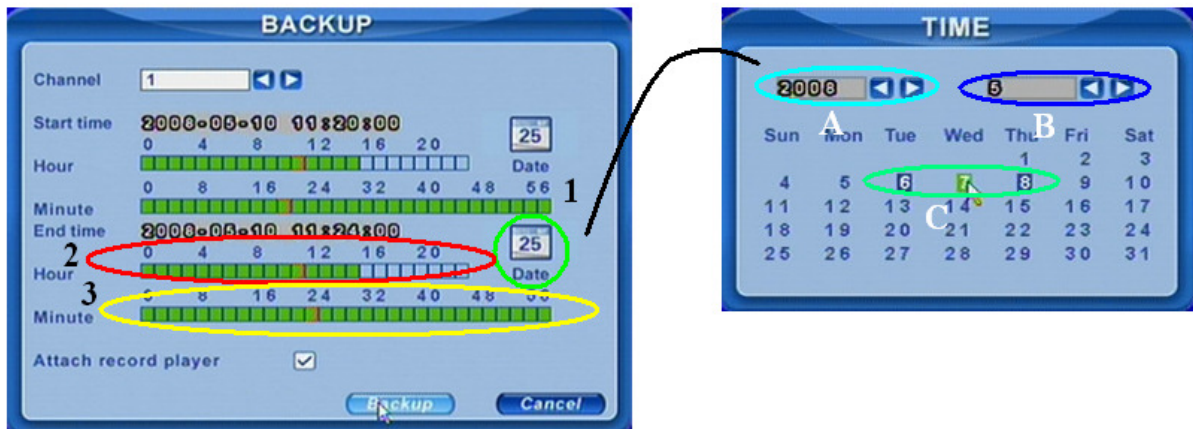 BACKUP
Channel 1
Start time 2008-05-10 11:20:00
25
0 4 8 12 16 20
Hour Date
0 8 16 24 32 40 48 56
1
Minute
End time 2008-05-10 11:24:00
25
2
0 4 8 12 16 20
Hour Date
3
0 8 16 24 32 40 48 56
Minute
Attach record player
Backup Cancel
TIME
2008 5
A B
Sun Mon Tue Wed Thu Fri Sat
1 2 3
4 5 6 7 8 9 10
C
11 12 13 14 15 16 17
18 19 20 21 22 23 24
25 26 27 28 29 30 31